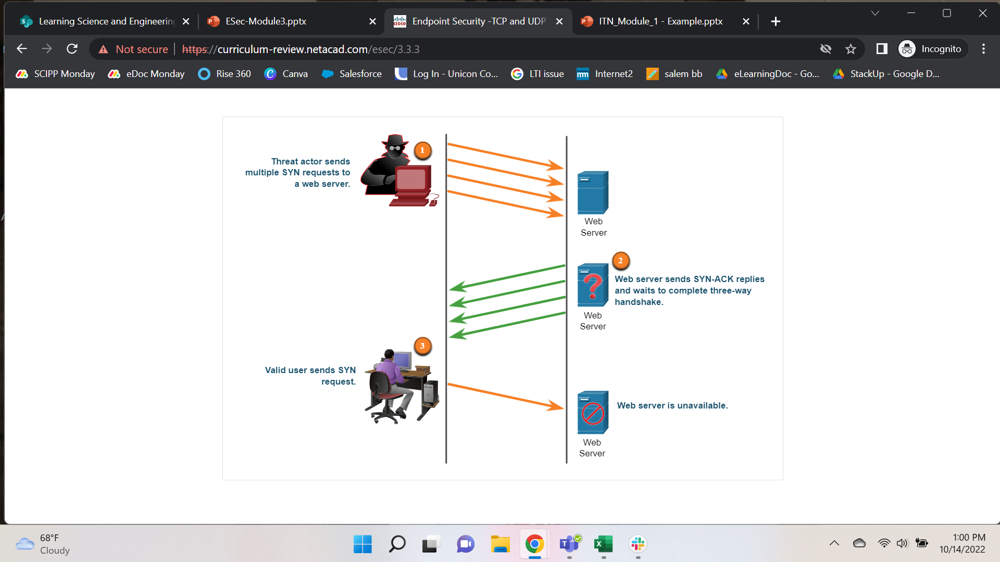 Learning Science and Engineering
ESec-Module3.pptx
Endpoint Security -TCP and UDP
ITN_Module_1 - Example.pptx
Not secure
https://curriculum-review.netacad.com/esec/3.3.3
Incognito
SCIPP Monday
eDoc Monday
Rise 360
Canva
Salesforce
Log In - Unicon Co...
LTI issue
Internet2
salem bb
eLearningDoc - Go...
StackUp - Google D...
1
Threat actor sends
multiple SYN requests to
a web server.
Web
Server
2
Web server sends SYN-ACK replies
and waits to complete three-way
handshake.
Web
Server
3
Valid user sends SYN
request.
Web server is unavailable.
Web
Server
68°F
Cloudy
1:00 PM
10/14/2022